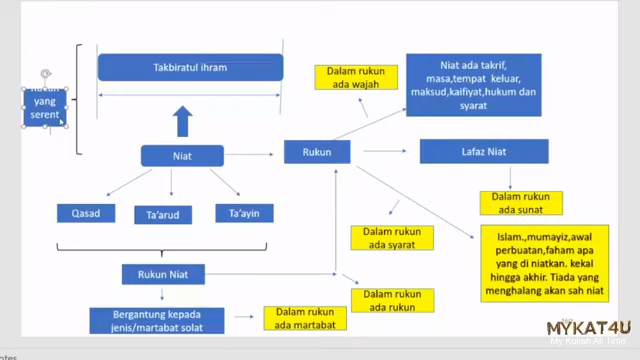 Takbiratul ihram
Rukun
yang
serent
Dalam rukun
ada wajah
Niat ada takrif,
masa,tempat keluar,
maksud,kaifiyat,hukum dan
syarat
Niat
Rukun
Lafaz Niat
Qasad
Ta'arud
Ta'ayin
Dalam rukun
ada sunat
Dalam rukun
ada syarat
Islam.,mumayiz,awal
perbuatan,faham apa
yang di niatkan. kekal
hingga akhir. Tiada yang
menghalang akan sah niat
Rukun Niat
Dalam rukun
ada rukun
Bergantung kepada
jenis/martabat solat
Dalam rukun
ada martabat
MYKAT4U
My Kuliah All Time